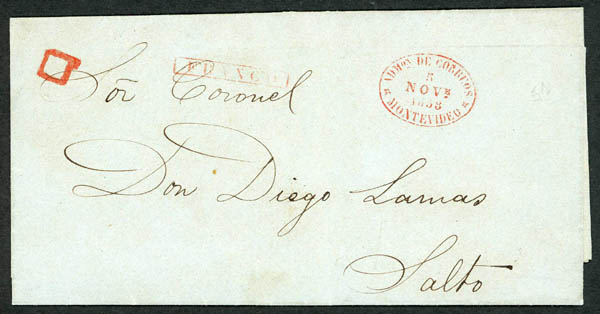 FRANCO
ADMON DE CORREOS
5
NOVE
1858
MONTEVIDEO
Sor Coronel
Don Diego Lamas
Salto